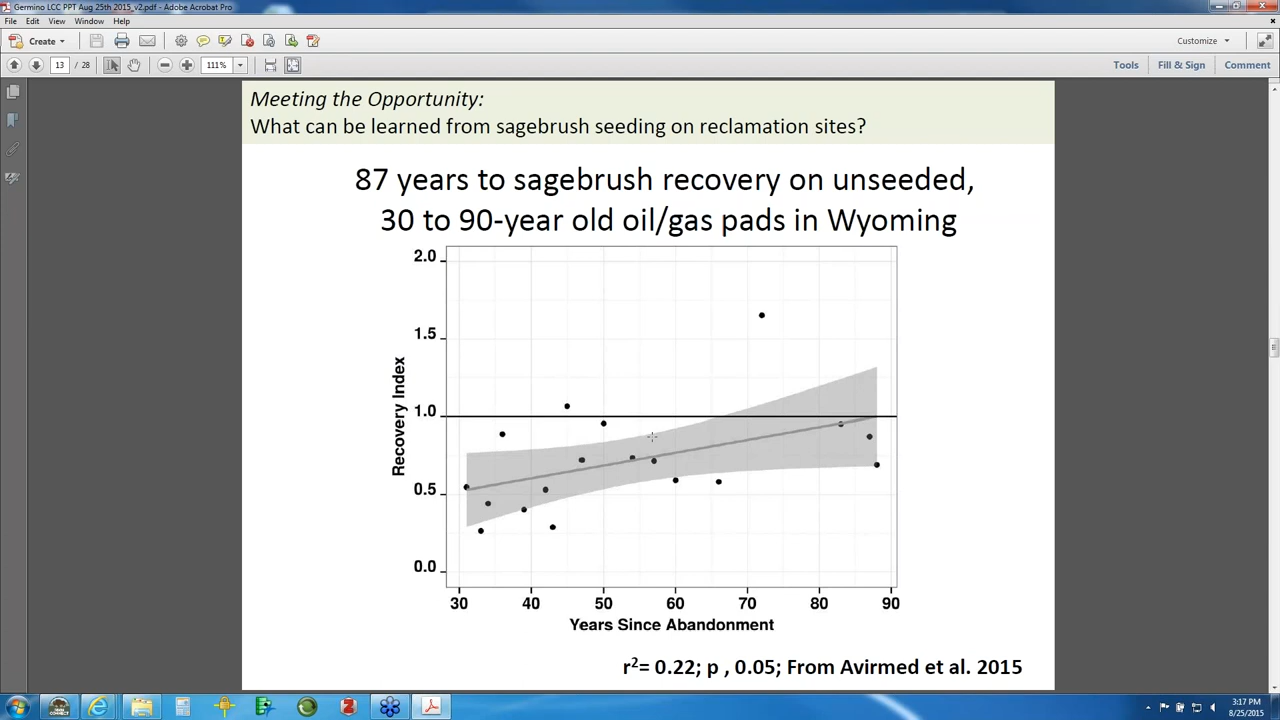 Germino LCC PPT Aug 25th 2015_v2.pdf - Adobe Acrobat Pro
File Edit View Window Help
Create
Customize
13 / 28
111%
Tools Fill & Sign Comment
Meeting the Opportunity:
What can be learned from sagebrush seeding on reclamation sites?
87 years to sagebrush recovery on unseeded,
30 to 90-year old oil/gas pads in Wyoming
2.0
1.5
1.0
0.5
0.0
Recovery Index
30 40 50 60 70 80 90
Years Since Abandonment
r²= 0.22; p , 0.05; From Avirmed et al. 2015
3:17 PM
8/25/2015